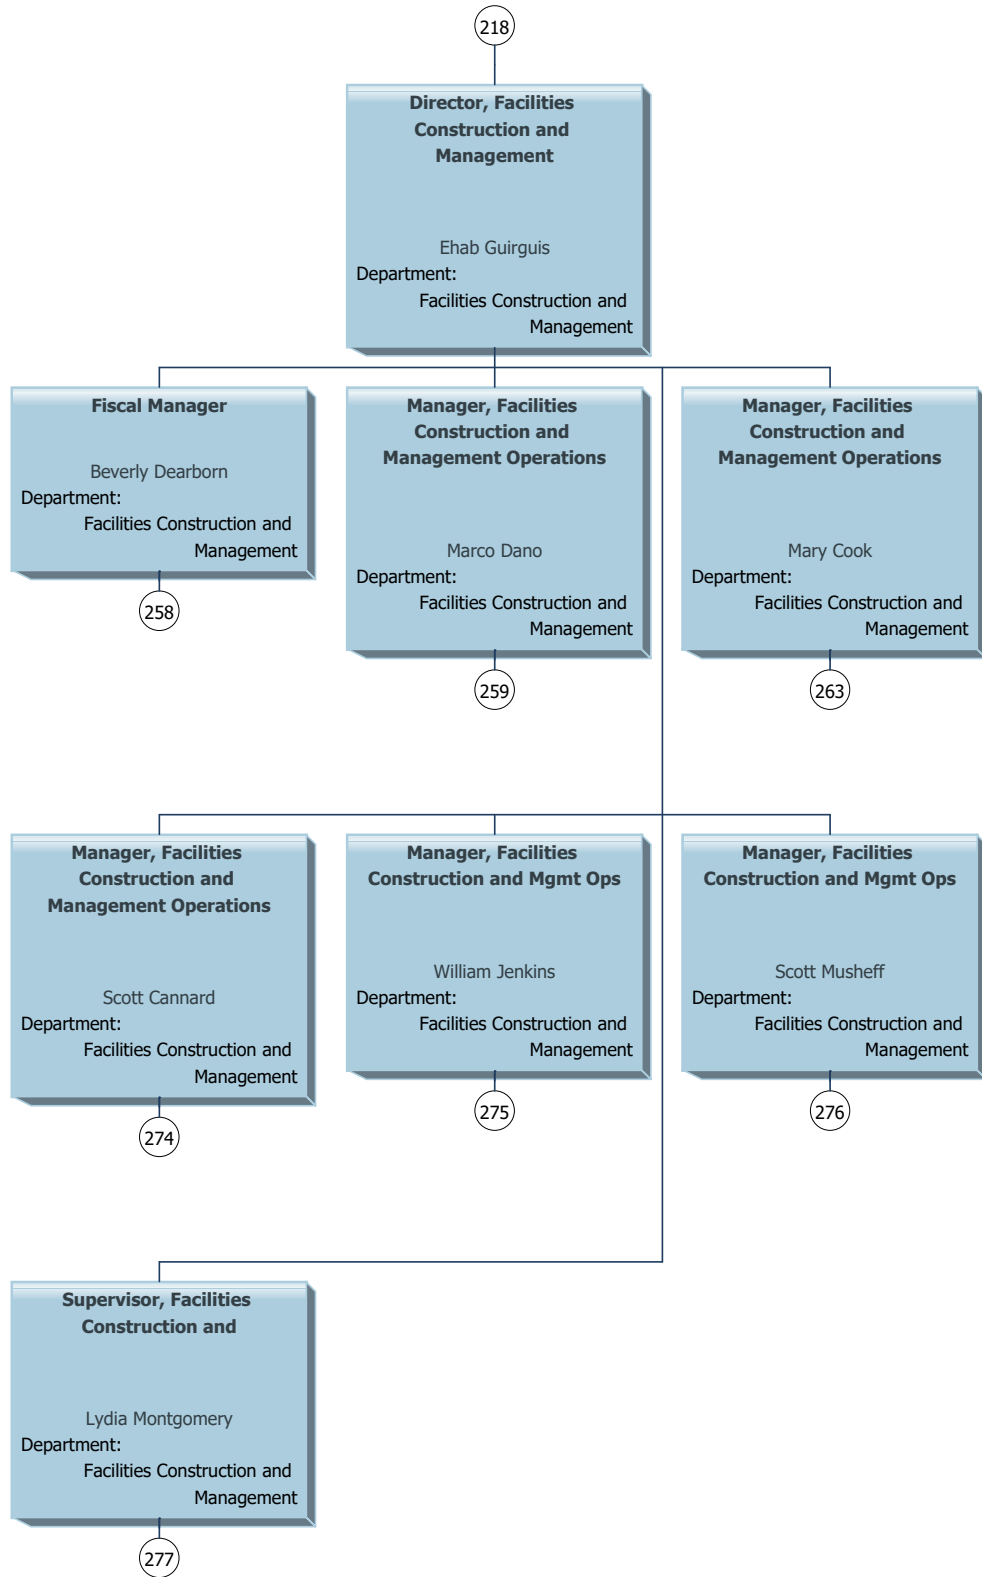 218
Director, Facilities
Construction and
Management
Ehab Guirguis
Department:
Facilities Construction and
Management
Fiscal Manager
Beverly Dearborn
Department:
Facilities Construction and
Management
258
Manager, Facilities
Construction and
Management Operations
Marco Dano
Department:
Facilities Construction and
Management
259
Manager, Facilities
Construction and
Management Operations
Mary Cook
Department:
Facilities Construction and
Management
263
Manager, Facilities
Construction and
Management Operations
Scott Cannard
Department:
Facilities Construction and
Management
274
Manager, Facilities
Construction and Mgmt Ops
William Jenkins
Department:
Facilities Construction and
Management
275
Manager, Facilities
Construction and Mgmt Ops
Scott Musheff
Department:
Facilities Construction and
Management
276
Supervisor, Facilities
Construction and
Lydia Montgomery
Department:
Facilities Construction and
Management
277